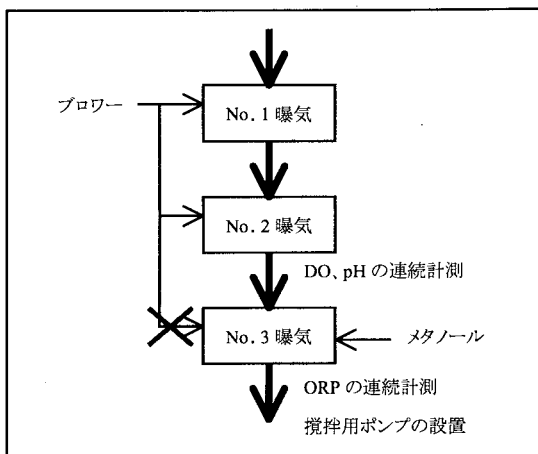 ブロワー
No. 1 曝気
No. 2 曝気
DO、pH の連続計測
No. 3 曝気
メタノール
ORP の連続計測
攪拌用ポンプの設置